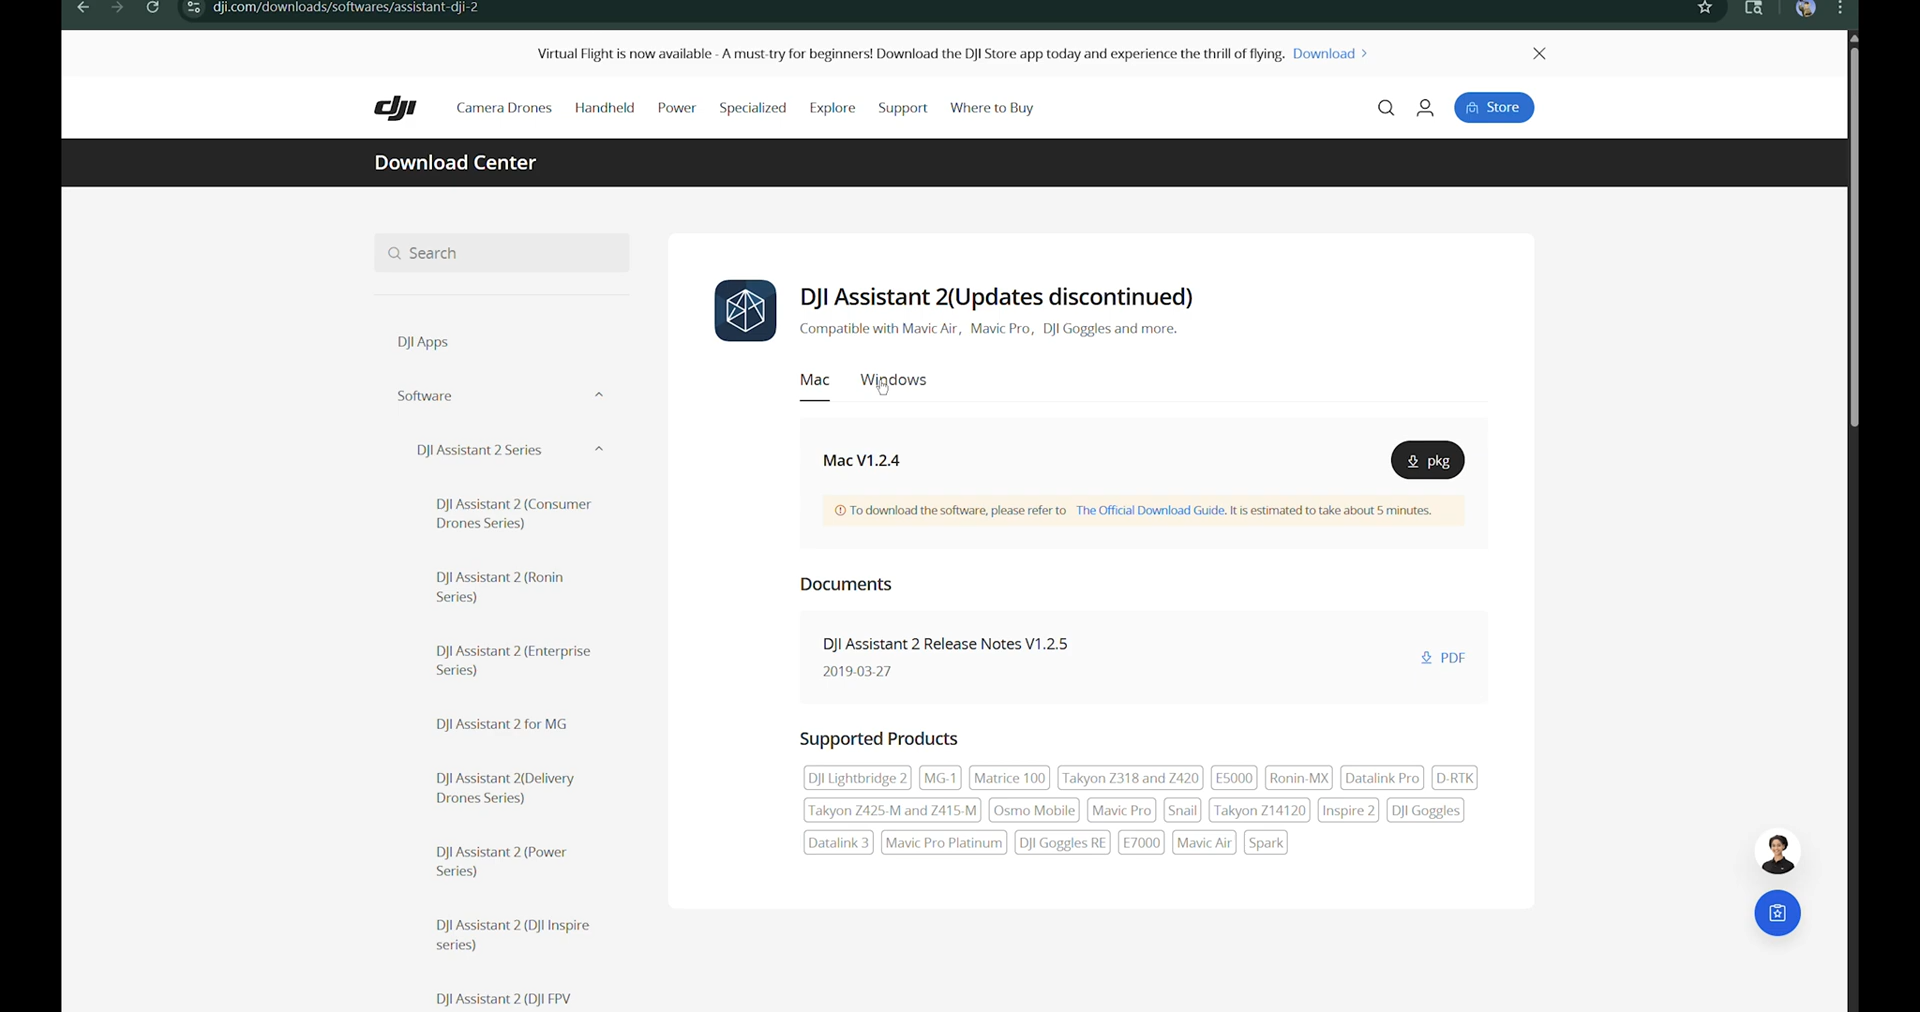 dji.com/downloads/softwares/assistant-dji-2
Virtual Flight is now available - A must-try for beginners! Download the DJI Store app today and experience the thrill of flying. Download >
dji
Camera Drones Handheld Power Specialized Explore Support Where to Buy Store
Download Center
Search
DJI Apps
Software
DJI Assistant 2 Series
DJI Assistant 2 (Consumer
Drones Series)
DJI Assistant 2 (Ronin
Series)
DJI Assistant 2 (Enterprise
Series)
DJI Assistant 2 for MG
DJI Assistant 2(Delivery
Drones Series)
DJI Assistant 2 (Power
Series)
DJI Assistant 2 (DJI Inspire
series)
DJI Assistant 2 (DJI FPV
DJI Assistant 2(Updates discontinued)
Compatible with Mavic Air, Mavic Pro, DJI Goggles and more.
Mac Windows
Mac V1.2.4 pkg
To download the software, please refer to The Official Download Guide. It is estimated to take about 5 minutes.
Documents
DJI Assistant 2 Release Notes V1.2.5
2019-03-27
PDF
Supported Products
DJI Lightbridge 2 MG-1 Matrice 100 Takyon Z318 and Z420 E5000 Ronin-MX Datalink Pro D-RTK
Takyon Z425-M and Z415-M Osmo Mobile Mavic Pro Snail Takyon Z14120 Inspire 2 DJI Goggles
Datalink 3 Mavic Pro Platinum DJI Goggles RE E7000 Mavic Air Spark